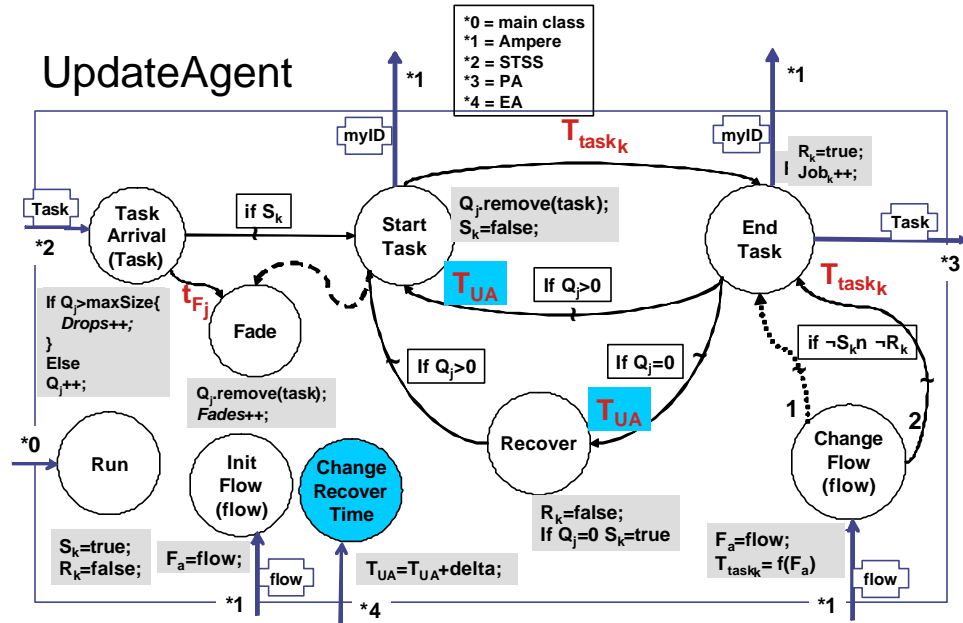 *0 = main class
*1 = Ampere
*2 = STSS
*3 = PA
*4 = EA
UpdateAgent
*1
*1
myID
T_task_k
myID
R_k=true;
Job_k++;
Task
*2
Task
Arrival
(Task)
if S_k
Start
Task
Q_j.remove(task);
S_k=false;
End
Task
Task
*3
T_UA
T_task_k
t_F_j
If Q_j>0
If Q_j>maxSize{
Drops++;
}
Else
Q_j++;
Fade
if ¬S_k n ¬R_k
If Q_j>0
If Q_j=0
Q_j.remove(task);
Fades++;
T_UA
1
2
*0
Run
Init
Flow
(flow)
Change
Recover
Time
Recover
Change
Flow
(flow)
R_k=false;
If Q_j=0 S_k=true
S_k=true;
R_k=false;
F_a=flow;
T_UA=T_UA+delta;
F_a=flow;
T_task_k= f(F_a)
flow
flow
*1
*4
*1